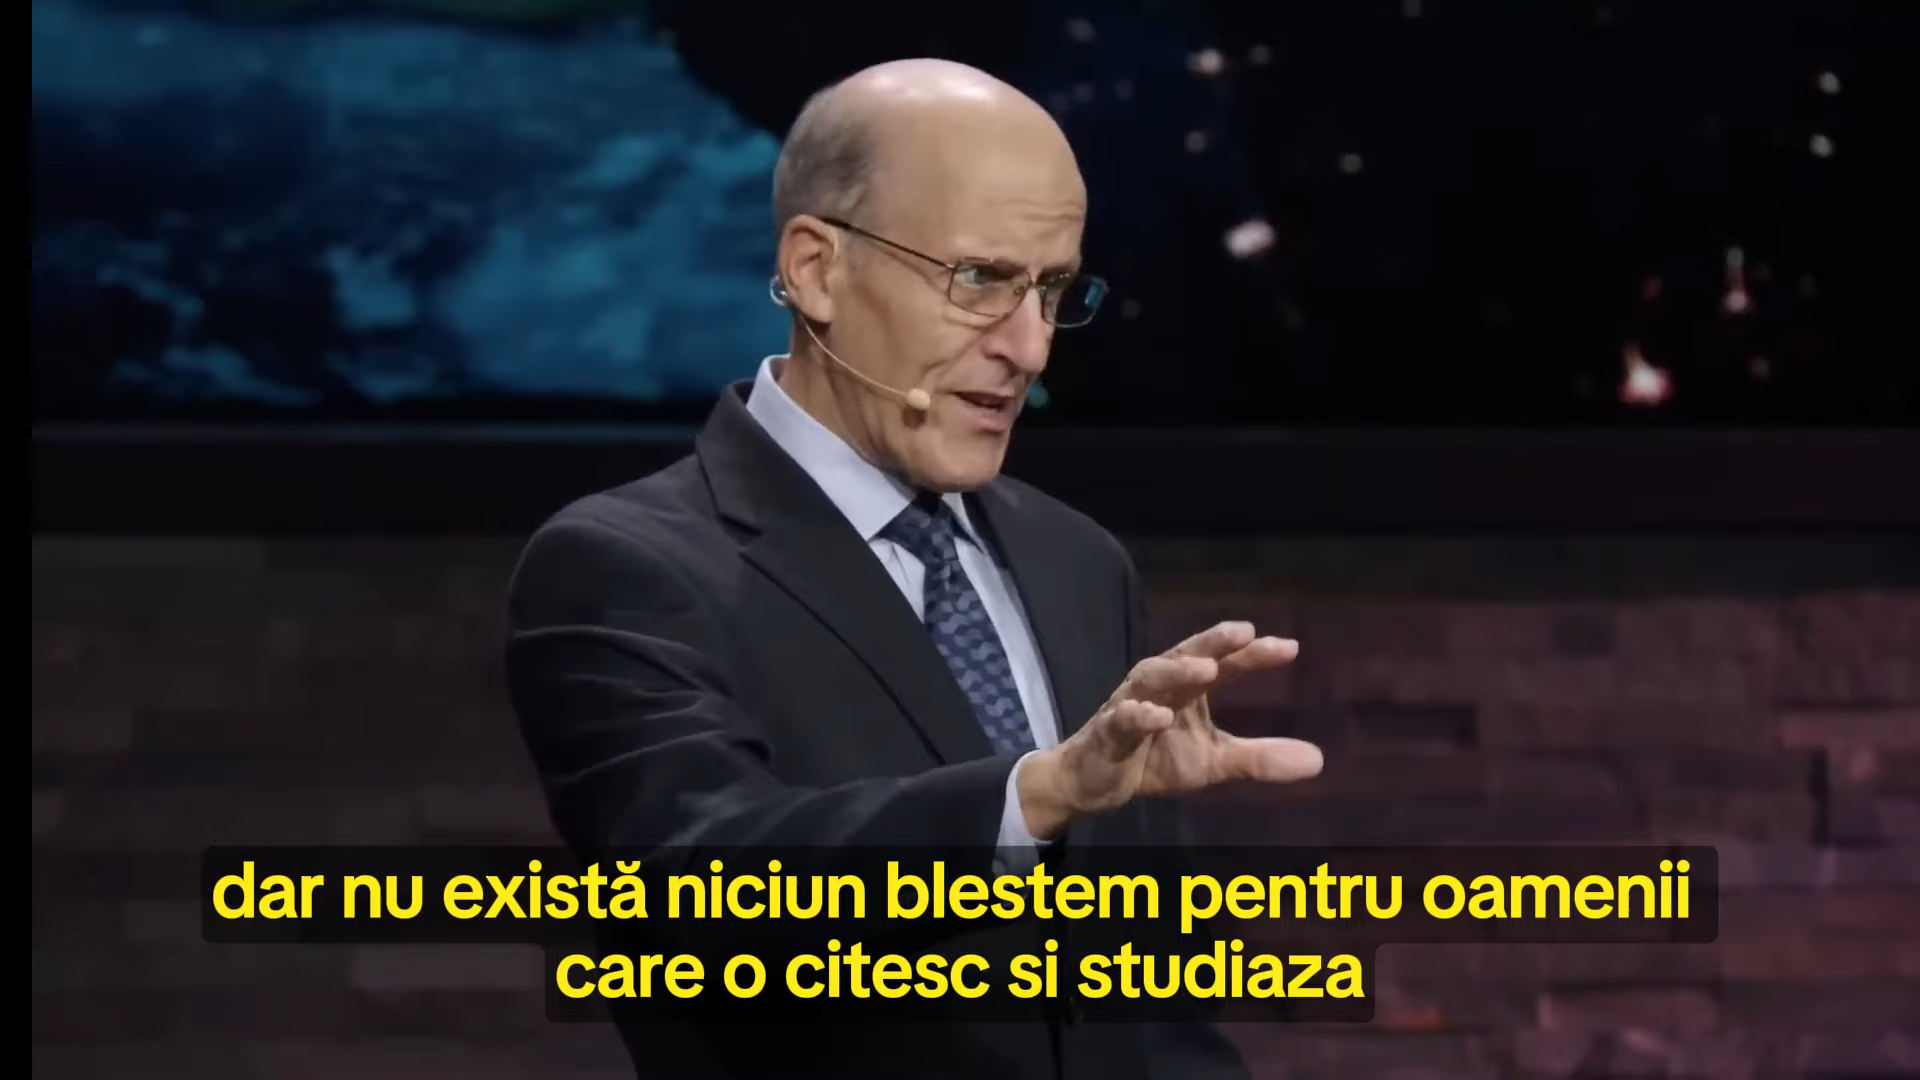 dar nu există niciun blestem pentru oamenii
care o citesc si studiaza